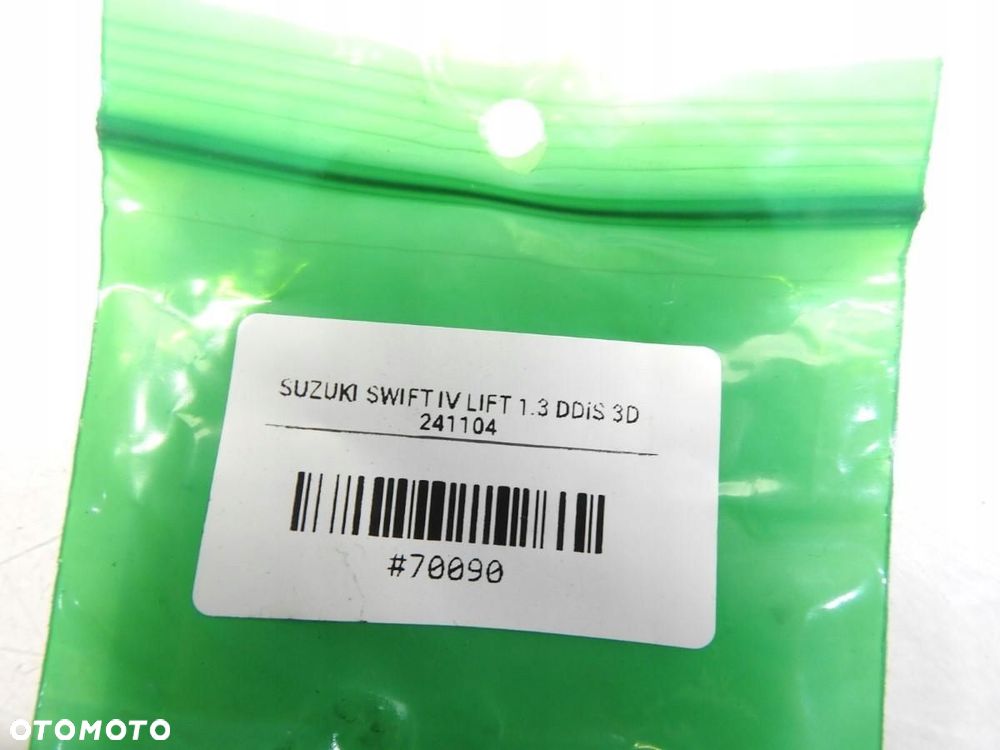 SUZUKI SWIFT IV LIFT 1.3 DDiS 3D
241104
#70090
OTOMOTO